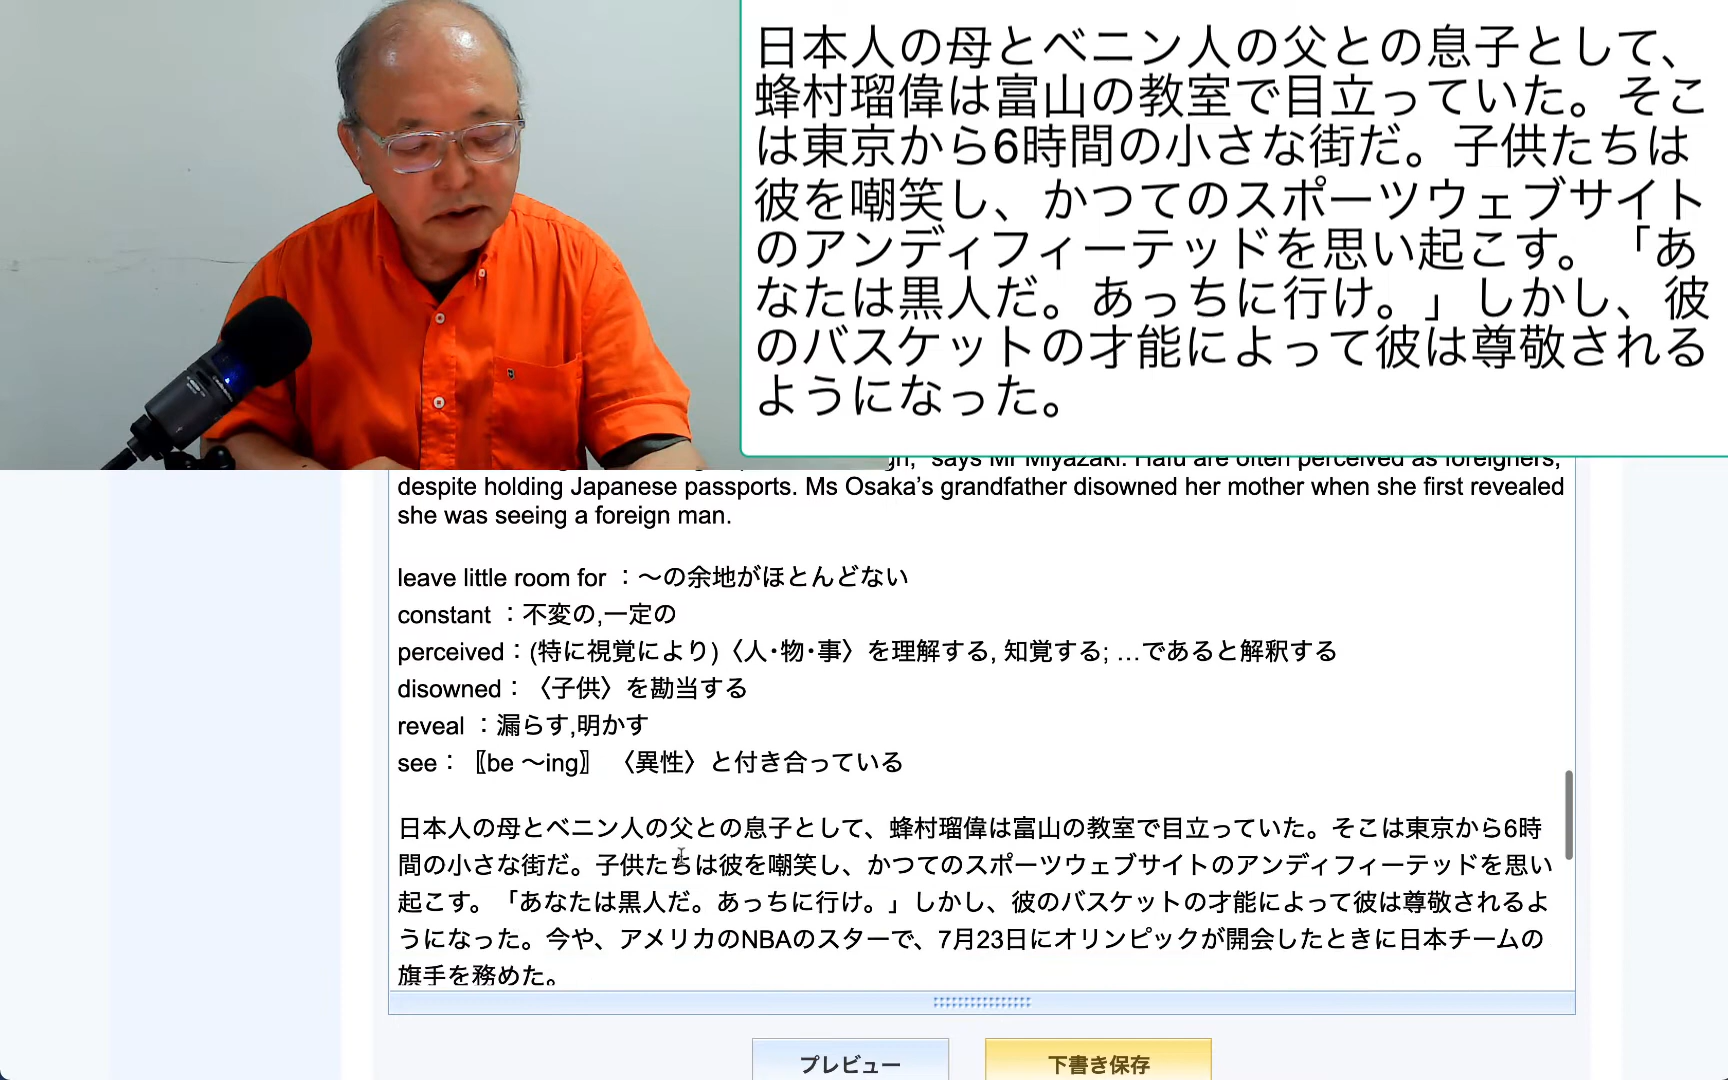 日本人の母とベニン人の父との息子として、
蜂村瑠偉は富山の教室で目立っていた。そこ
は東京から6時間の小さな街だ。子供たちは
彼を嘲笑し、かつてのスポーツウェブサイト
のアンディフィーテッドを思い起こす。「あ
なたは黒人だ。あっちに行け。」しかし、彼
のバスケットの才能によって彼は尊敬される
ようになった。
says Mr Miyazaki. Hafu are often perceived as foreigners,
despite holding Japanese passports. Ms Osaka's grandfather disowned her mother when she first revealed
she was seeing a foreign man.
leave little room for ：〜の余地がほとんどない
constant ：不変の,一定の
perceived：(特に視覚により)〈人･物･事〉を理解する, 知覚する; …であると解釈する
disowned：〈子供〉を勘当する
reveal ：漏らす,明かす
see：〖be 〜ing〗〈異性〉と付き合っている
日本人の母とベニン人の父との息子として、蜂村瑠偉は富山の教室で目立っていた。そこは東京から6時
間の小さな街だ。子供たちは彼を嘲笑し、かつてのスポーツウェブサイトのアンディフィーテッドを思い
起こす。「あなたは黒人だ。あっちに行け。」しかし、彼のバスケットの才能によって彼は尊敬されるよ
うになった。今や、アメリカのNBAのスターで、7月23日にオリンピックが開会したときに日本チームの
旗手を務めた。
プレビュー
下書き保存